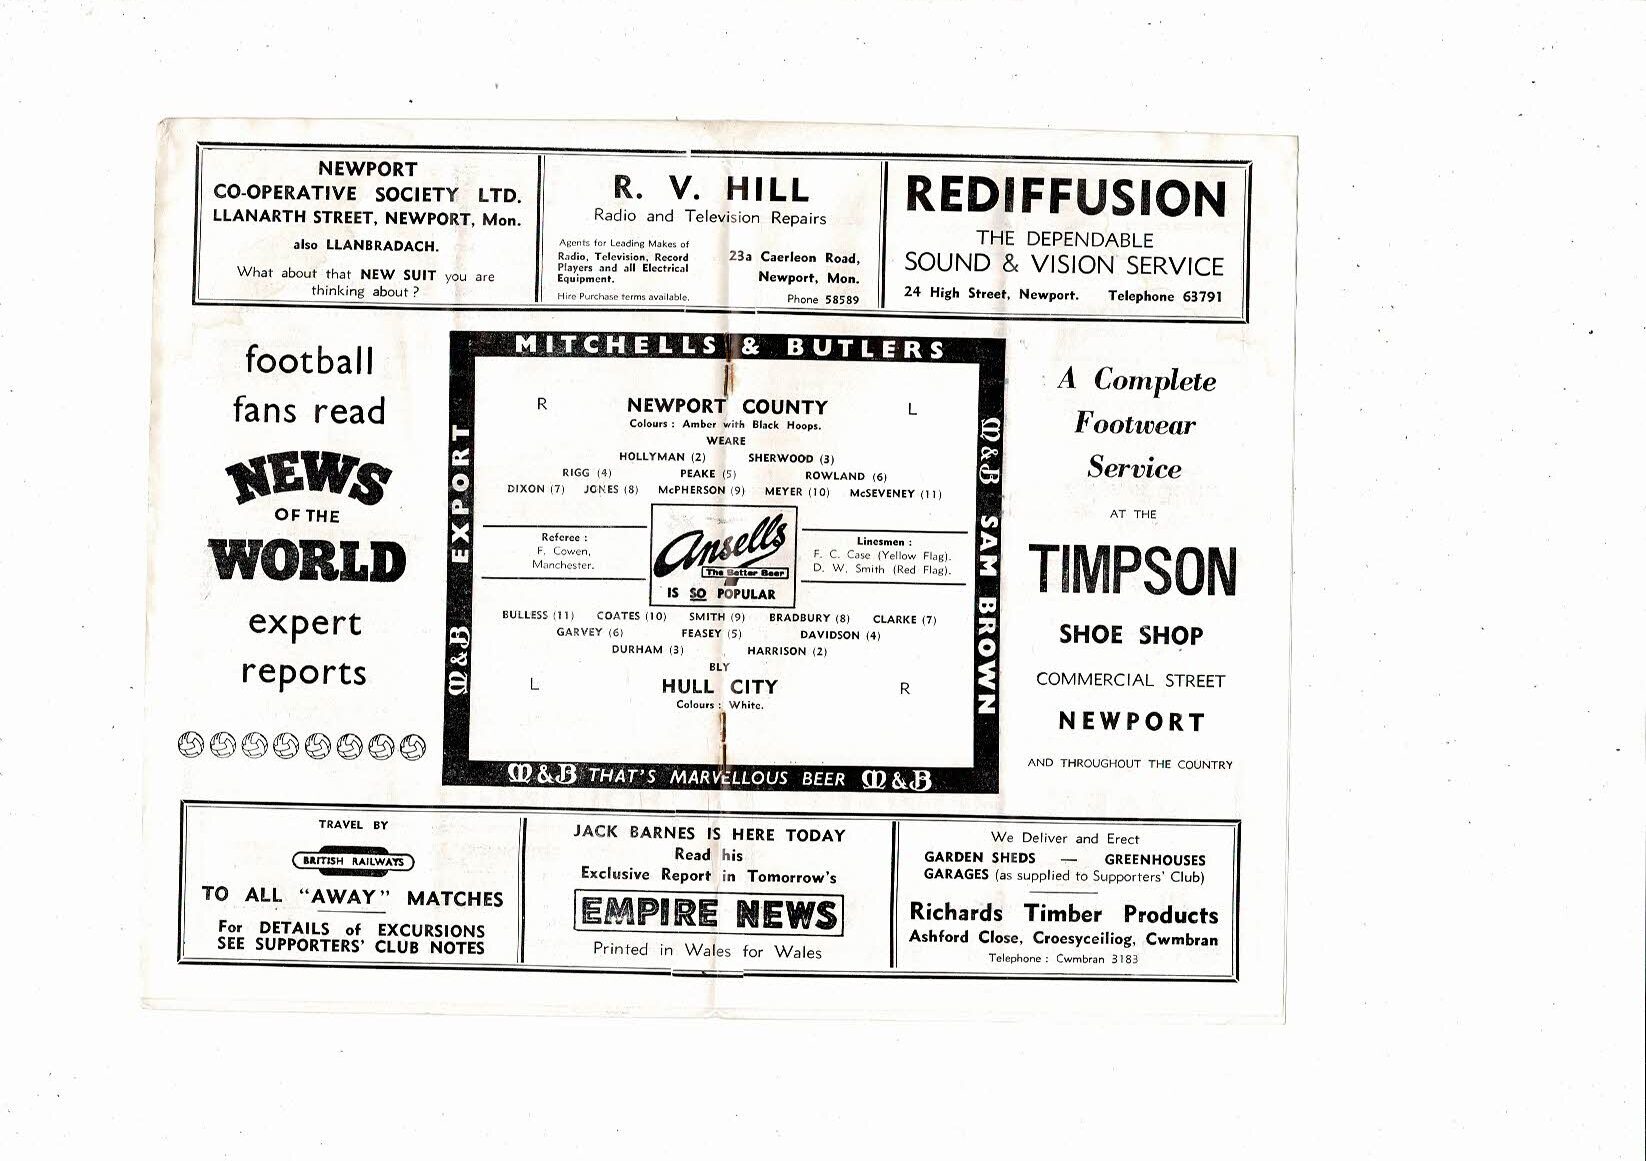 NEWPORT
CO-OPERATIVE SOCIETY LTD.
LLANARTH STREET, NEWPORT, Mon.
also LLANBRADACH.
What about that NEW SUIT you are
thinking about ?
R. V. HILL
Radio and Television Repairs
Agents for Leading Makes of
Radio, Television, Record
Players and all Electrical
Equipment.
Hire Purchase terms available.
23a Caerleon Road,
Newport, Mon.
Phone 58589
REDIFFUSION
THE DEPENDABLE
SOUND & VISION SERVICE
24 High Street, Newport. Telephone 63791
football
fans read
NEWS
OF THE
WORLD
expert
reports
MITCHELLS & BUTLERS
M&B EXPORT
R NEWPORT COUNTY L
Colours : Amber with Black Hoops.
WEARE
HOLLYMAN (2) SHERWOOD (3)
RIGG (4) PEAKE (5) ROWLAND (6)
DIXON (7) JONES (8) McPHERSON (9) MEYER (10) McSEVENEY (11)
Referee :
F. Cowen,
Manchester.
Ansells
The Better Beer
IS SO POPULAR
Linesmen :
F. C. Case (Yellow Flag).
D. W. Smith (Red Flag).
BULLESS (11) COATES (10) SMITH (9) BRADBURY (8) CLARKE (7)
GARVEY (6) FEASEY (5) DAVIDSON (4)
DURHAM (3) HARRISON (2)
BLY
L HULL CITY R
Colours : White.
M&B SAM BROWN
M&B THAT'S MARVELLOUS BEER M&B
A Complete
Footwear
Service
AT THE
TIMPSON
SHOE SHOP
COMMERCIAL STREET
NEWPORT
AND THROUGHOUT THE COUNTRY
TRAVEL BY
BRITISH RAILWAYS
TO ALL "AWAY" MATCHES
For DETAILS of EXCURSIONS
SEE SUPPORTERS' CLUB NOTES
JACK BARNES IS HERE TODAY
Read his
Exclusive Report in Tomorrow's
EMPIRE NEWS
Printed in Wales for Wales
We Deliver and Erect
GARDEN SHEDS — GREENHOUSES
GARAGES (as supplied to Supporters' Club)
Richards Timber Products
Ashford Close, Croesyceiliog, Cwmbran
Telephone : Cwmbran 3183